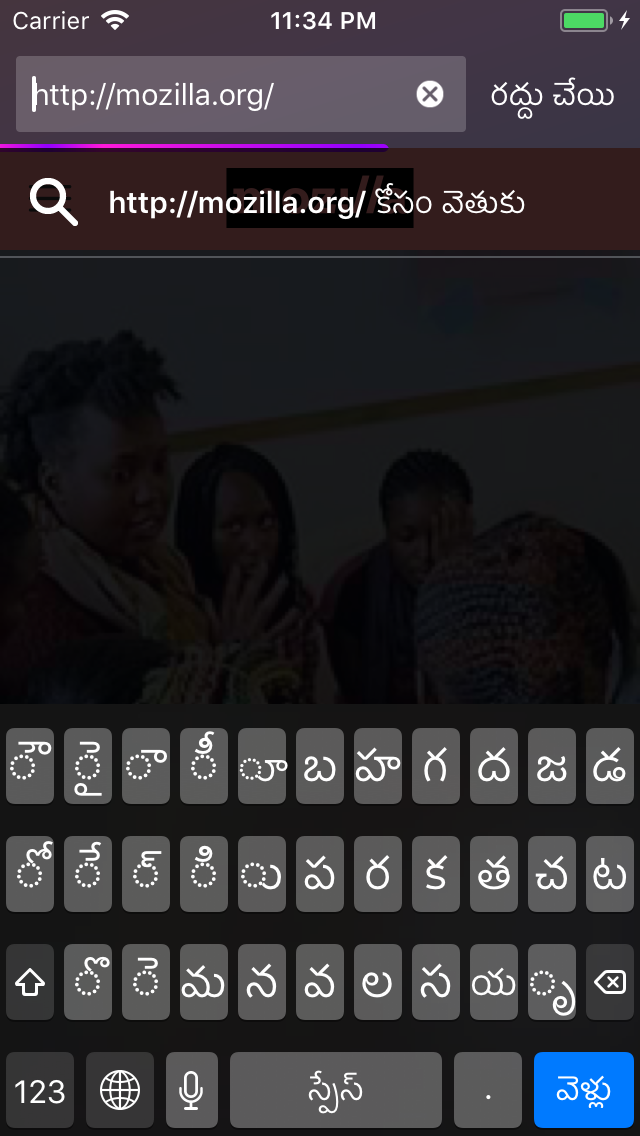 Carrier 11:34 PM
http://mozilla.org/ రద్దు చేయి
http://mozilla.org/ కోసం వెతుకు
ౌ ై ా ీ ూ బ హ గ ద జ డ
ో ే ్ ి ు ప ర క త చ ట
ొ ె మ న వ ల స య ృ
123 స్పేస్ . వెళ్లు